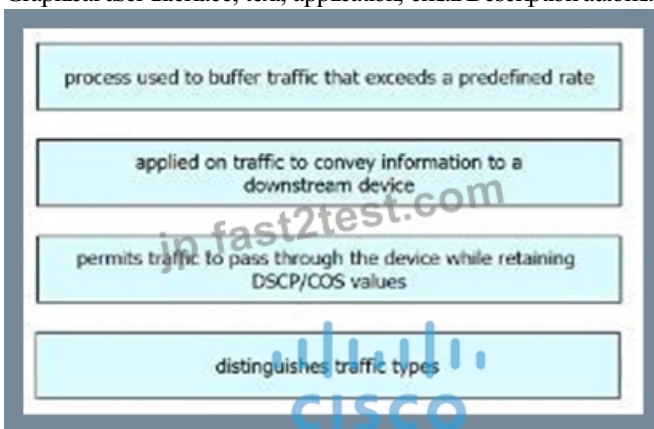 process used to buffer traffic that exceeds a predefined rate
applied on traffic to convey information to a
downstream device
jp.fast2test.com
permits traffic to pass through the device while retaining
DSCP/COS values
distinguishes traffic types
CISCO